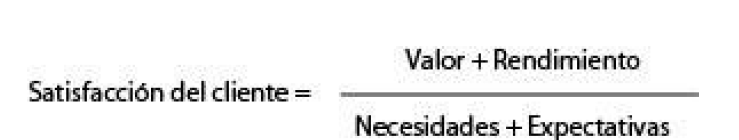 Valor + Rendimiento
Satisfacción del cliente =
Necesidades + Expectativas